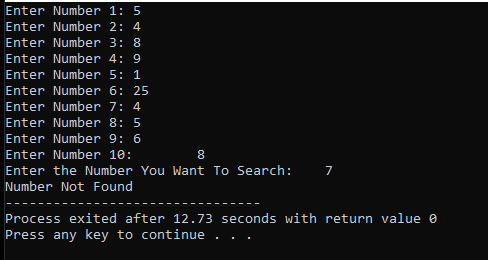 Enter Number 1: 5
Enter Number 2: 4
Enter Number 3: 8
Enter Number 4: 9
Enter Number 5: 1
Enter Number 6: 25
Enter Number 7: 4
Enter Number 8: 5
Enter Number 9: 6
Enter Number 10:        8
Enter the Number You Want To Search:    7
Number Not Found
--------------------------------
Process exited after 12.73 seconds with return value 0
Press any key to continue . . .